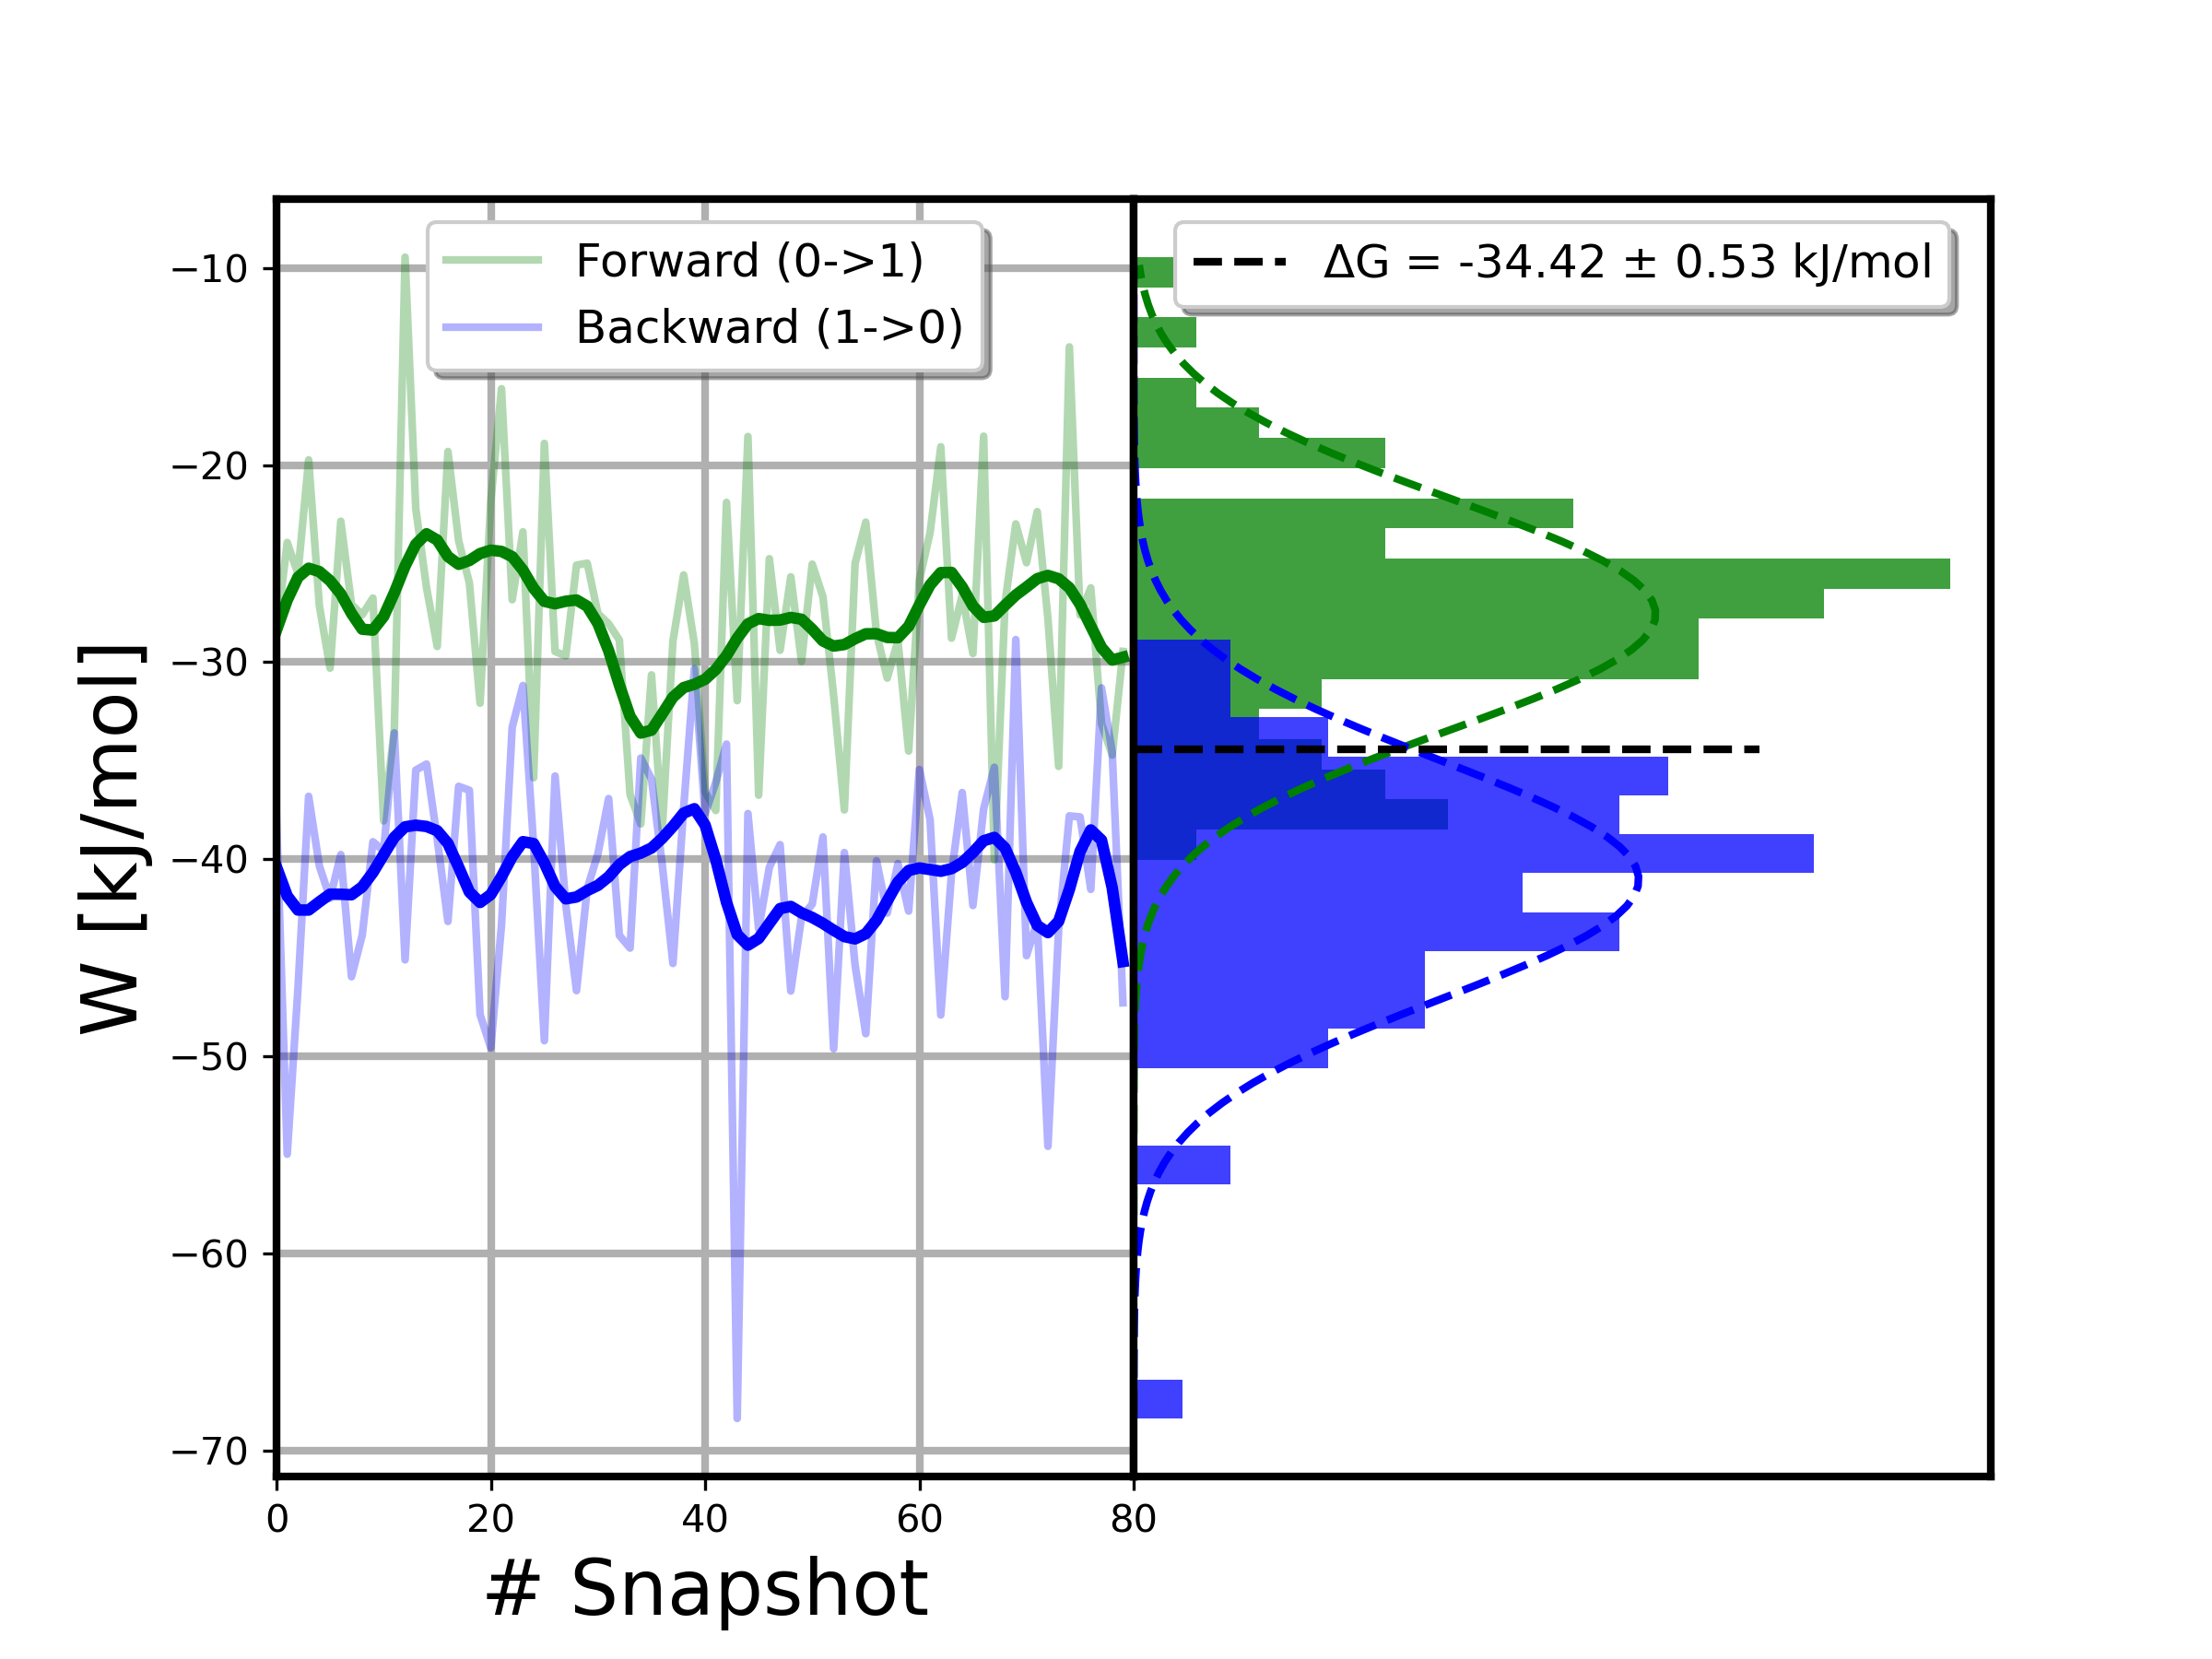 Forward (0->1)
Backward (1->0)
ΔG = -34.42 ± 0.53 kJ/mol
W [kJ/mol]
−10
−20
−30
−40
−50
−60
−70
0 20 40 60 80
# Snapshot